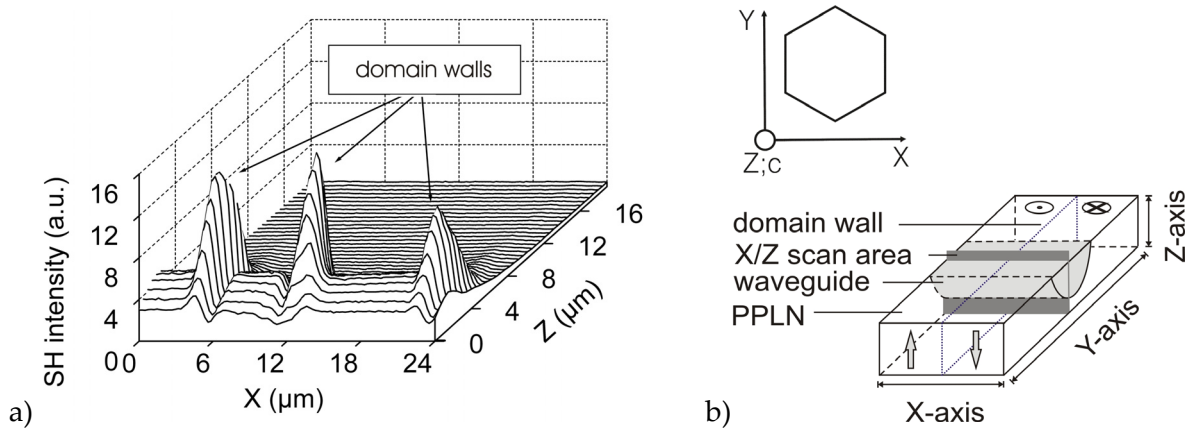 domain walls
SH intensity (a.u.)
16
12
8
4
0
0 6 12 18 24
X (µm)
0
4
8
12
16
Z (µm)
a)
Y
Z;c
X
domain wall
X/Z scan area
waveguide
PPLN
Z-axis
Y-axis
X-axis
b)